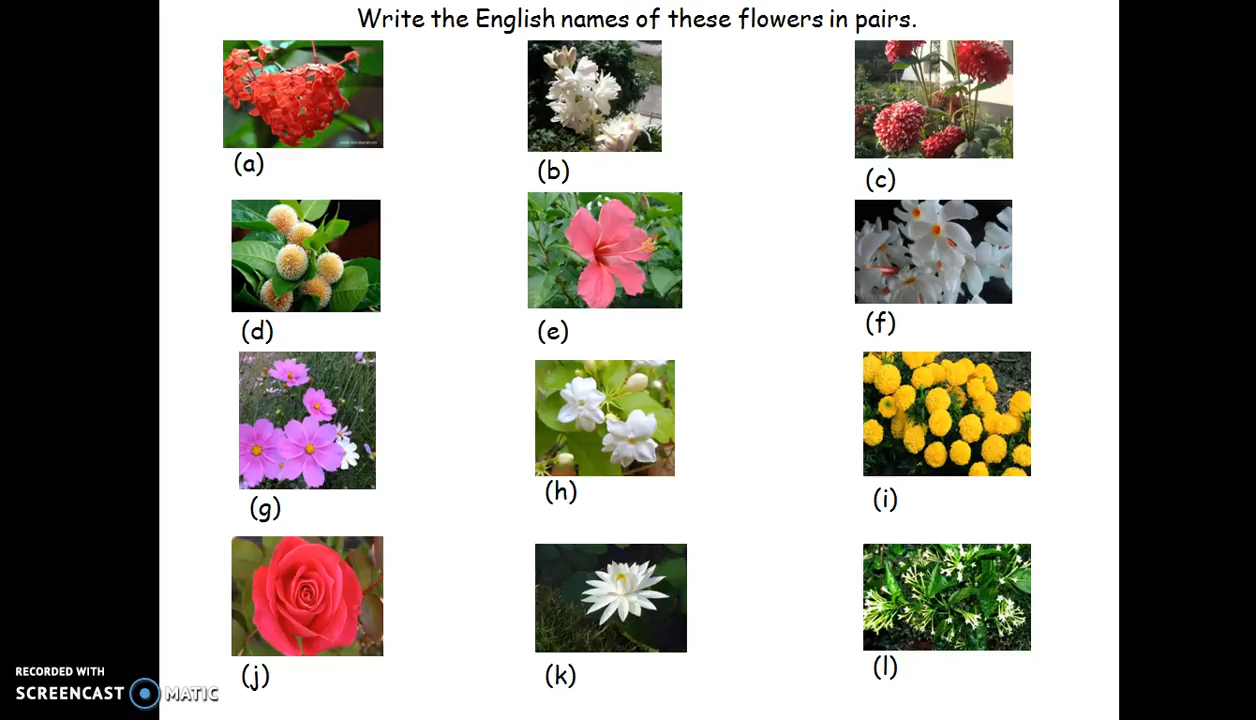 Write the English names of these flowers in pairs.
(a)
(b)
(c)
(d)
(e)
(f)
(g)
(h)
(i)
(j)
(k)
(l)
RECORDED WITH
SCREENCAST MATIC